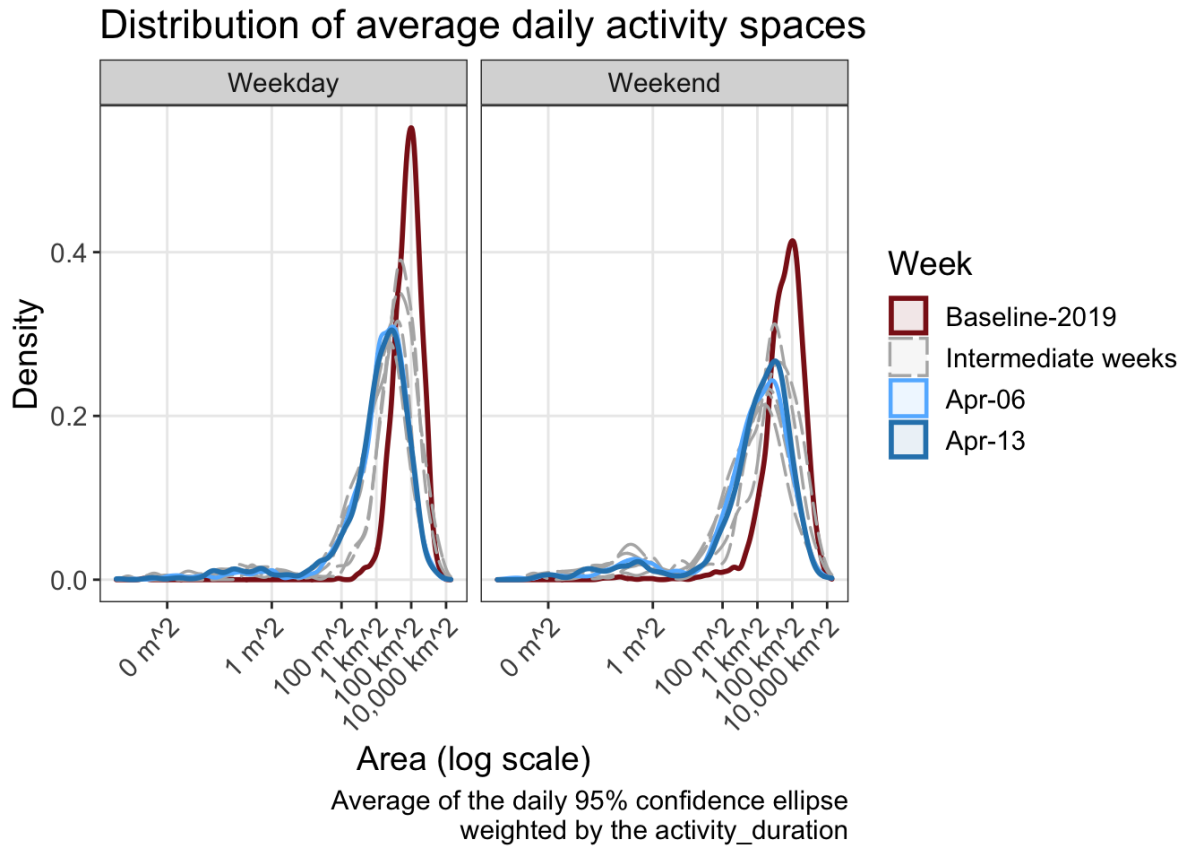 Distribution of average daily activity spaces
Weekday
Weekend
Density
0.4
0.2
0.0
0 m^2
1 m^2
100 m^2
1 km^2
100 km^2
10,000 km^2
0 m^2
1 m^2
100 m^2
1 km^2
100 km^2
10,000 km^2
Area (log scale)
Week
Baseline-2019
Intermediate weeks
Apr-06
Apr-13
Average of the daily 95% confidence ellipse
weighted by the activity_duration